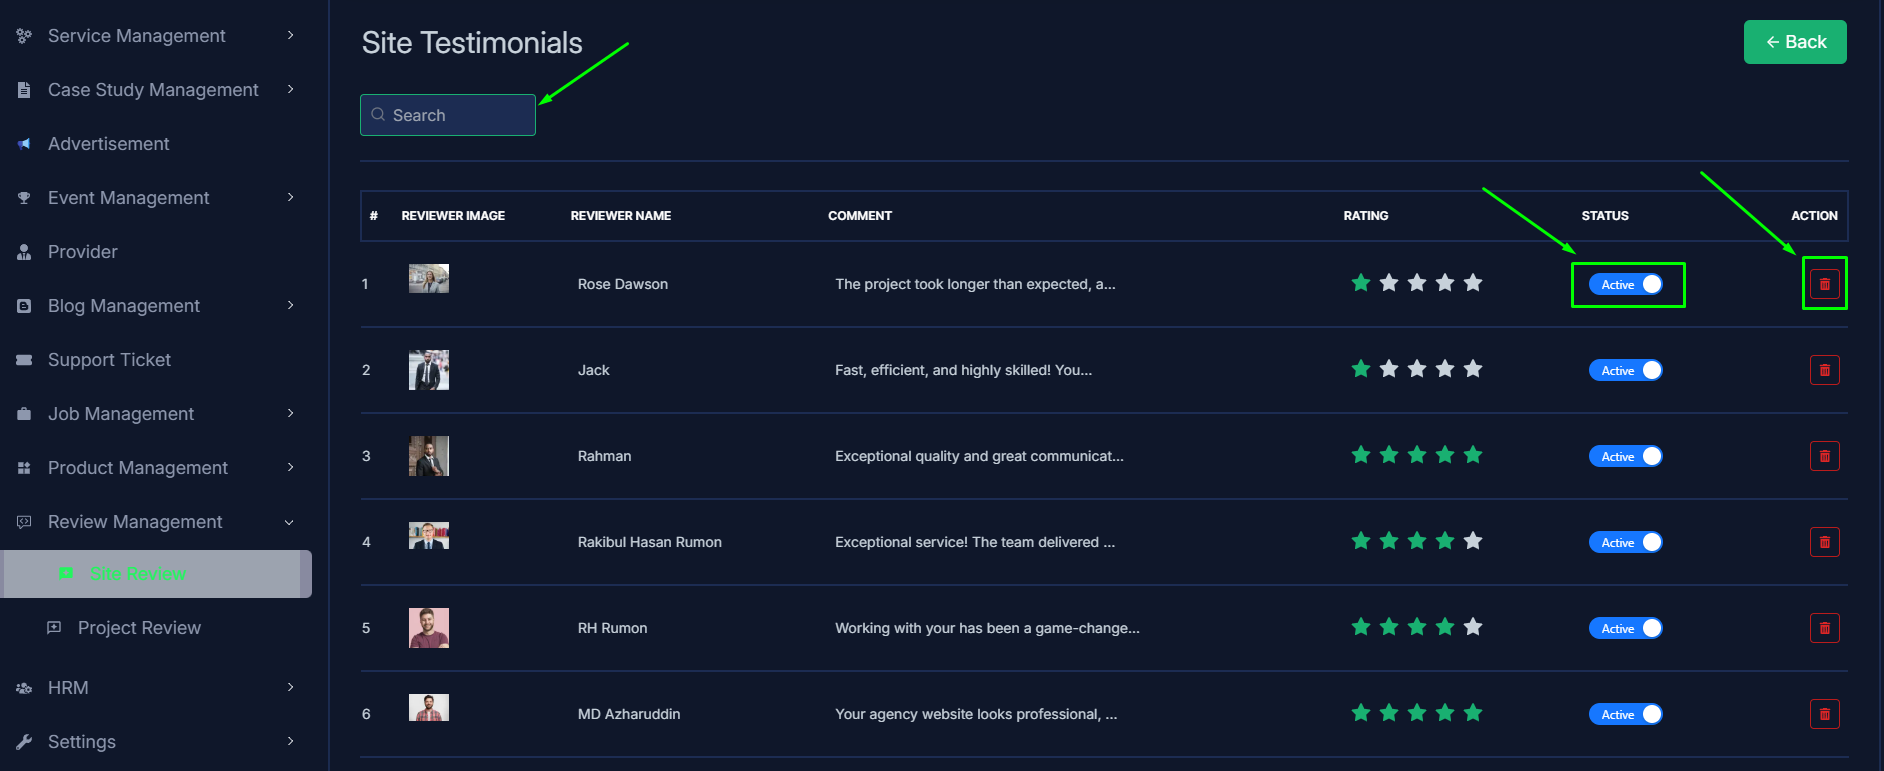 Service Management
Case Study Management
Advertisement
Event Management
Provider
Blog Management
Support Ticket
Job Management
Product Management
Review Management
Site Review
Project Review
HRM
Settings
Site Testimonials
Back
Search
# REVIEWER IMAGE REVIEWER NAME COMMENT RATING STATUS ACTION
1 Rose Dawson The project took longer than expected, a... Active
2 Jack Fast, efficient, and highly skilled! You... Active
3 Rahman Exceptional quality and great communicat... Active
4 Rakibul Hasan Rumon Exceptional service! The team delivered ... Active
5 RH Rumon Working with your has been a game-change... Active
6 MD Azharuddin Your agency website looks professional, ... Active